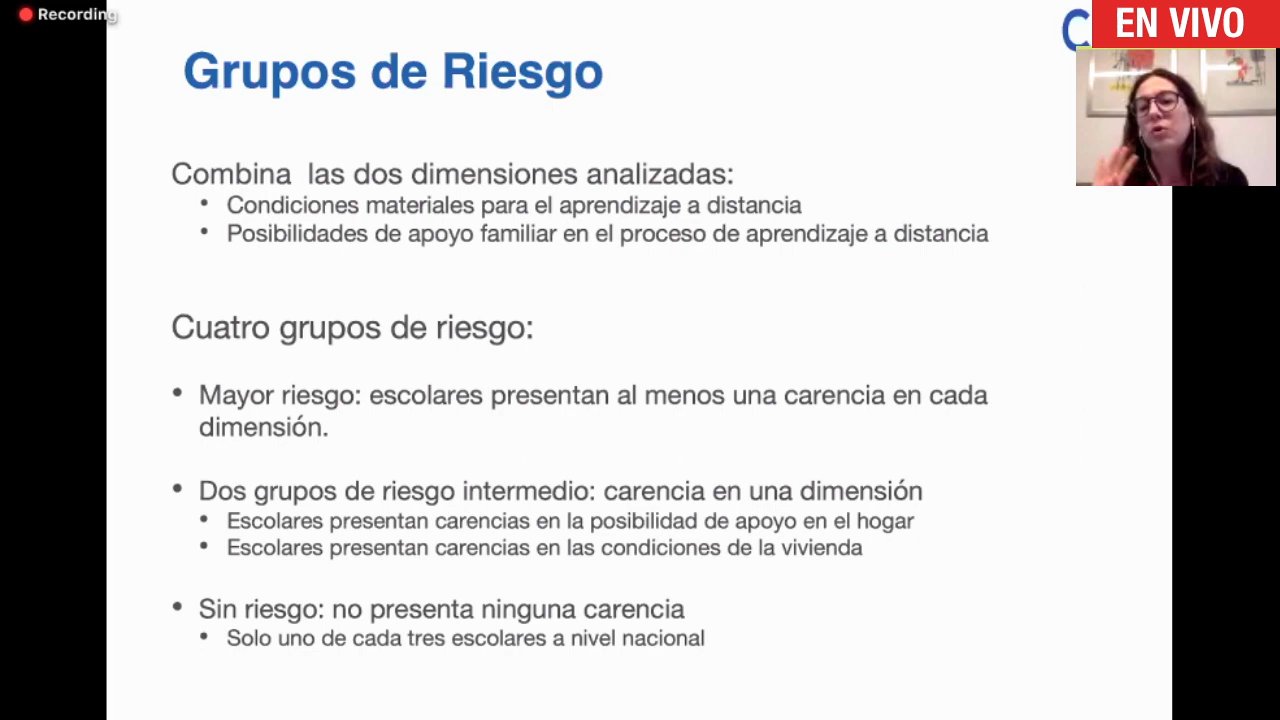 Recording
C
EN VIVO
Grupos de Riesgo
Combina las dos dimensiones analizadas:
• Condiciones materiales para el aprendizaje a distancia
• Posibilidades de apoyo familiar en el proceso de aprendizaje a distancia
Cuatro grupos de riesgo:
• Mayor riesgo: escolares presentan al menos una carencia en cada
dimensión.
• Dos grupos de riesgo intermedio: carencia en una dimensión
• Escolares presentan carencias en la posibilidad de apoyo en el hogar
• Escolares presentan carencias en las condiciones de la vivienda
• Sin riesgo: no presenta ninguna carencia
• Solo uno de cada tres escolares a nivel nacional